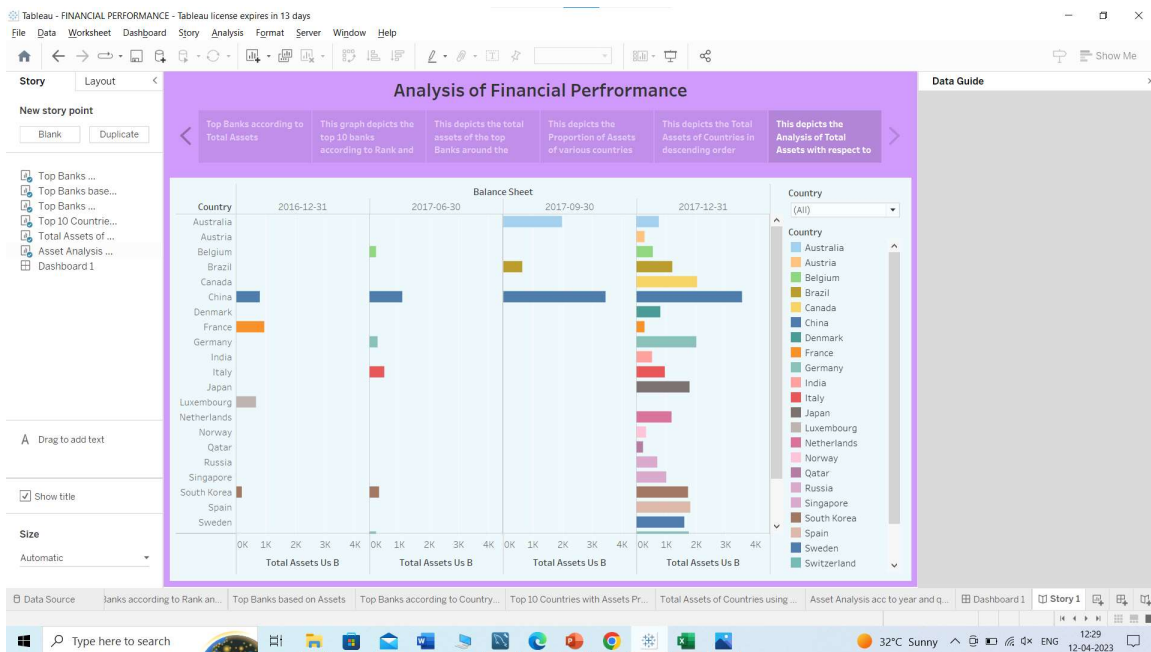 Tableau - FINANCIAL PERFORMANCE - Tableau license expires in 13 days
File Data Worksheet Dashboard Story Analysis Format Server Window Help
Show Me
Story Layout
Data Guide
New story point
Blank Duplicate
Top Banks ...
Top Banks base...
Top Banks ...
Top 10 Countrie...
Total Assets of ...
Asset Analysis ...
Dashboard 1
A Drag to add text
Show title
Size
Automatic
Analysis of Financial Perfrormance
Top Banks according to
Total Assets
This graph depicts the
top 10 banks
according to Rank and
This depicts the total
assets of the top
Banks around the
This depicts the
Proportion of Assets
of various countries
This depicts the Total
Assets of Countries in
descending order
This depicts the
Analysis of Total
Assets with respect to
Balance Sheet
Country 2016-12-31 2017-06-30 2017-09-30 2017-12-31
Australia
Austria
Belgium
Brazil
Canada
China
Denmark
France
Germany
India
Italy
Japan
Luxembourg
Netherlands
Norway
Qatar
Russia
Singapore
South Korea
Spain
Sweden
0K 1K 2K 3K 4K 0K 1K 2K 3K 4K 0K 1K 2K 3K 4K 0K 1K 2K 3K 4K
Total Assets Us B Total Assets Us B Total Assets Us B Total Assets Us B
Country
(All)
Country
Australia
Austria
Belgium
Brazil
Canada
China
Denmark
France
Germany
India
Italy
Japan
Luxembourg
Netherlands
Norway
Qatar
Russia
Singapore
South Korea
Spain
Sweden
Switzerland
Data Source Banks according to Rank an... Top Banks based on Assets Top Banks according to Country... Top 10 Countries with Assets Pr... Total Assets of Countries using ... Asset Analysis acc to year and q... Dashboard 1 Story 1
Type here to search
32°C Sunny ENG
12:29
12-04-2023